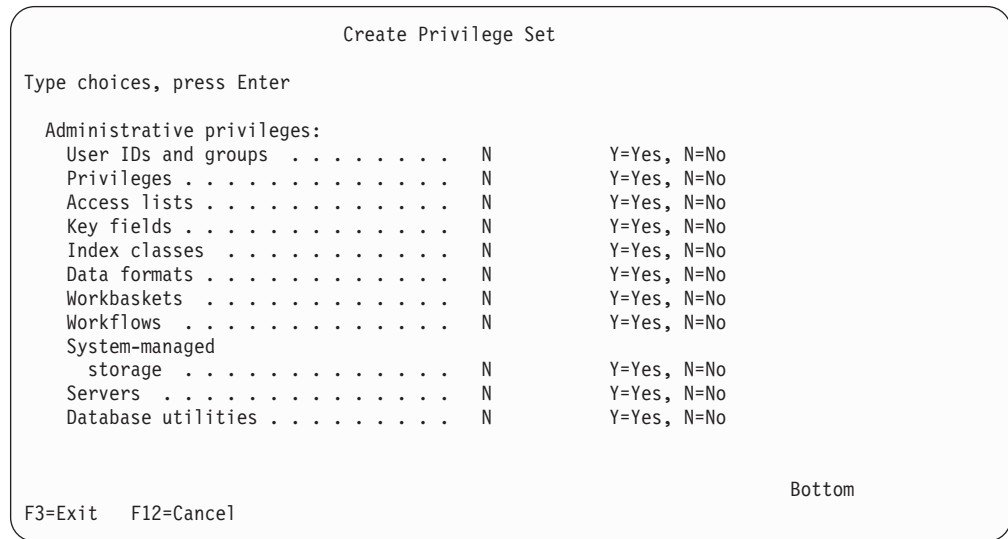 Create Privilege Set
Type choices, press Enter
Administrative privileges:
User IDs and groups . . . . . . . . N Y=Yes, N=No
Privileges . . . . . . . . . . . . . N Y=Yes, N=No
Access lists . . . . . . . . . . . . N Y=Yes, N=No
Key fields . . . . . . . . . . . . . N Y=Yes, N=No
Index classes . . . . . . . . . . . N Y=Yes, N=No
Data formats . . . . . . . . . . . . N Y=Yes, N=No
Workbaskets . . . . . . . . . . . . N Y=Yes, N=No
Workflows . . . . . . . . . . . . . N Y=Yes, N=No
System-managed
storage . . . . . . . . . . . . . N Y=Yes, N=No
Servers . . . . . . . . . . . . . . N Y=Yes, N=No
Database utilities . . . . . . . . . N Y=Yes, N=No
Bottom
F3=Exit F12=Cancel